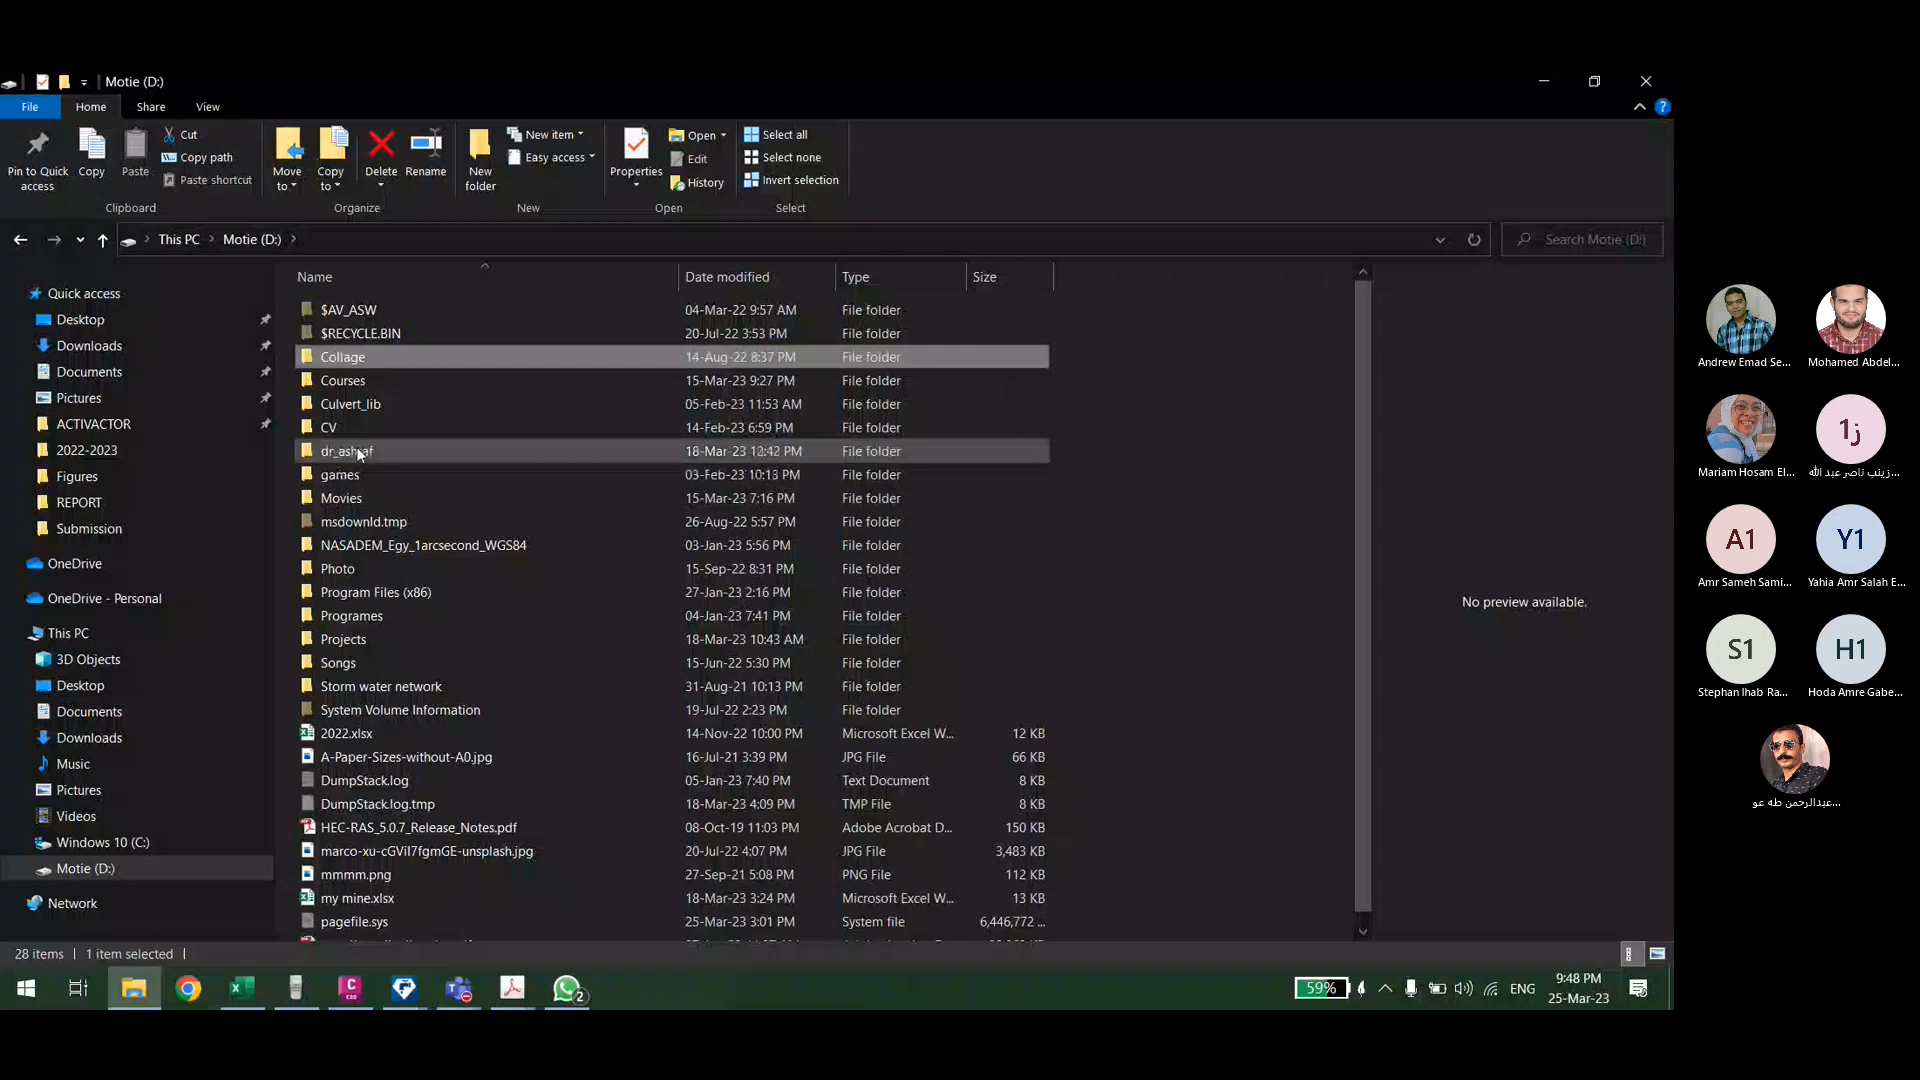 Motie (D:)
File Home Share View
Pin to Quick access
Copy
Paste
Cut
Copy path
Paste shortcut
Clipboard
Move to
Copy to
Delete
Rename
Organize
New folder
New item
Easy access
New
Properties
Open
Edit
History
Open
Select all
Select none
Invert selection
Select
This PC Motie (D:)
Search Motie (D:)
Quick access
Desktop
Downloads
Documents
Pictures
ACTIVACTOR
2022-2023
Figures
REPORT
Submission
OneDrive
OneDrive - Personal
This PC
3D Objects
Desktop
Documents
Downloads
Music
Pictures
Videos
Windows 10 (C:)
Motie (D:)
Network
Name Date modified Type Size
$AV_ASW 04-Mar-22 9:57 AM File folder
$RECYCLE.BIN 20-Jul-22 3:53 PM File folder
Collage 14-Aug-22 8:37 PM File folder
Courses 15-Mar-23 9:27 PM File folder
Culvert_lib 05-Feb-23 11:53 AM File folder
CV 14-Feb-23 6:59 PM File folder
dr_ashraf 18-Mar-23 12:42 PM File folder
games 03-Feb-23 10:13 PM File folder
Movies 15-Mar-23 7:16 PM File folder
msdownld.tmp 26-Aug-22 5:57 PM File folder
NASADEM_Egy_1arcsecond_WGS84 03-Jan-23 5:56 PM File folder
Photo 15-Sep-22 8:31 PM File folder
Program Files (x86) 27-Jan-23 2:16 PM File folder
Programes 04-Jan-23 7:41 PM File folder
Projects 18-Mar-23 10:43 AM File folder
Songs 15-Jun-22 5:30 PM File folder
Storm water network 31-Aug-21 10:13 PM File folder
System Volume Information 19-Jul-22 2:23 PM File folder
2022.xlsx 14-Nov-22 10:00 PM Microsoft Excel W... 12 KB
A-Paper-Sizes-without-A0.jpg 16-Jul-21 3:39 PM JPG File 66 KB
DumpStack.log 05-Jan-23 7:40 PM Text Document 8 KB
DumpStack.log.tmp 18-Mar-23 4:09 PM TMP File 8 KB
HEC-RAS_5.0.7_Release_Notes.pdf 08-Oct-19 11:03 PM Adobe Acrobat D... 150 KB
marco-xu-cGVil7fgmGE-unsplash.jpg 20-Jul-22 4:07 PM JPG File 3,483 KB
mmmm.png 27-Sep-21 5:08 PM PNG File 112 KB
my mine.xlsx 18-Mar-23 3:24 PM Microsoft Excel W... 13 KB
pagefile.sys 25-Mar-23 3:01 PM System file 6,446,772 ...
No preview available.
28 items 1 item selected
59%
ENG
9:48 PM
25-Mar-23
Andrew Emad Se...
Mohamed Abdel...
Mariam Hosam El...
ز1
زينب ناصر عبد الله...
A1
Amr Sameh Sami...
Y1
Yahia Amr Salah E...
S1
Stephan Ihab Ra...
H1
Hoda Amre Gabe...
عبدالرحمن طه عو...